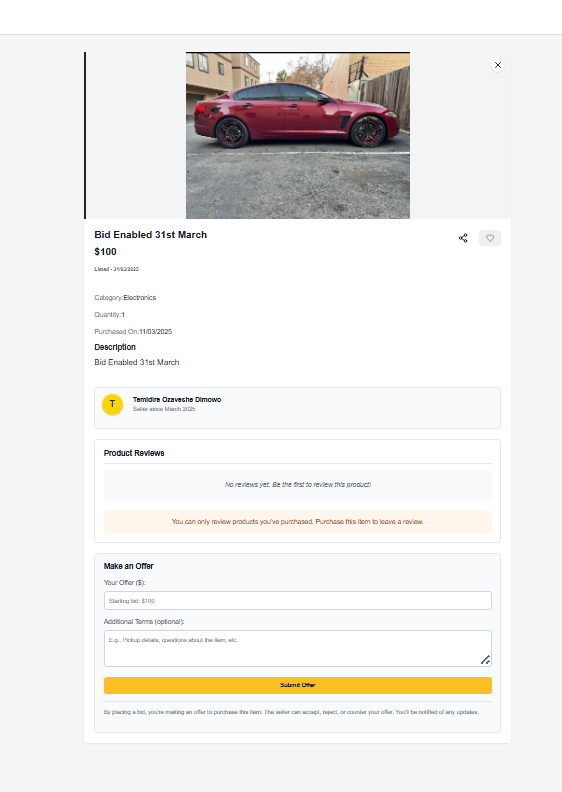 Bid Enabled 31st March
$100
Listed - 31/03/2025
Category:Electronics
Quantity:1
Purchased On:11/03/2025
Description
Bid Enabled 31st March
T
Temidire Ozaveshe Dimowo
Seller since March 2025
Product Reviews
No reviews yet. Be the first to review this product!
You can only review products you've purchased. Purchase this item to leave a review.
Make an Offer
Your Offer ($):
Starting bid: $100
Additional Terms (optional):
E.g., Pickup details, questions about the item, etc.
Submit Offer
By placing a bid, you're making an offer to purchase this item. The seller can accept, reject, or counter your offer. You'll be notified of any updates.